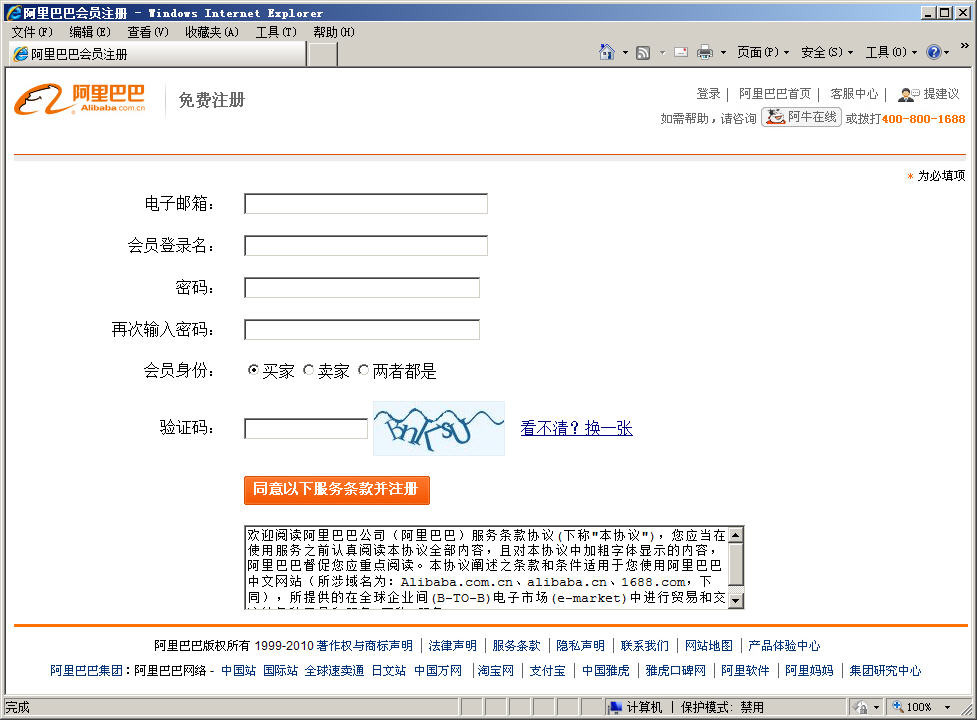 阿里巴巴会员注册 - Windows Internet Explorer
文件(F) 编辑(E) 查看(V) 收藏夹(A) 工具(T) 帮助(H)
阿里巴巴会员注册
页面(P) 安全(S) 工具(O)
阿里巴巴
Alibaba.com.cn
免费注册
登录 | 阿里巴巴首页 | 客服中心 | 提建议
如需帮助，请咨询 阿牛在线 或拨打400-800-1688
* 为必填项
电子邮箱：
会员登录名：
密码：
再次输入密码：
会员身份： 买家 卖家 两者都是
验证码： BnKSU 看不清？换一张
同意以下服务条款并注册
欢迎阅读阿里巴巴公司（阿里巴巴）服务条款协议(下称"本协议")，您应当在
使用服务之前认真阅读本协议全部内容，且对本协议中加粗字体显示的内容，
阿里巴巴督促您应重点阅读。本协议阐述之条款和条件适用于您使用阿里巴巴
中文网站（所涉域名为：Alibaba.com.cn、alibaba.cn、1688.com，下
同），所提供的在全球企业间(B-TO-B)电子市场(e-market)中进行贸易和交
阿里巴巴版权所有 1999-2010 著作权与商标声明 | 法律声明 | 服务条款 | 隐私声明 | 联系我们 | 网站地图 | 产品体验中心
阿里巴巴集团：阿里巴巴网络 - 中国站 国际站 全球速卖通 日文站 中国万网 | 淘宝网 | 支付宝 | 中国雅虎 | 雅虎口碑网 | 阿里软件 | 阿里妈妈 | 集团研究中心
完成 计算机 | 保护模式: 禁用 100%